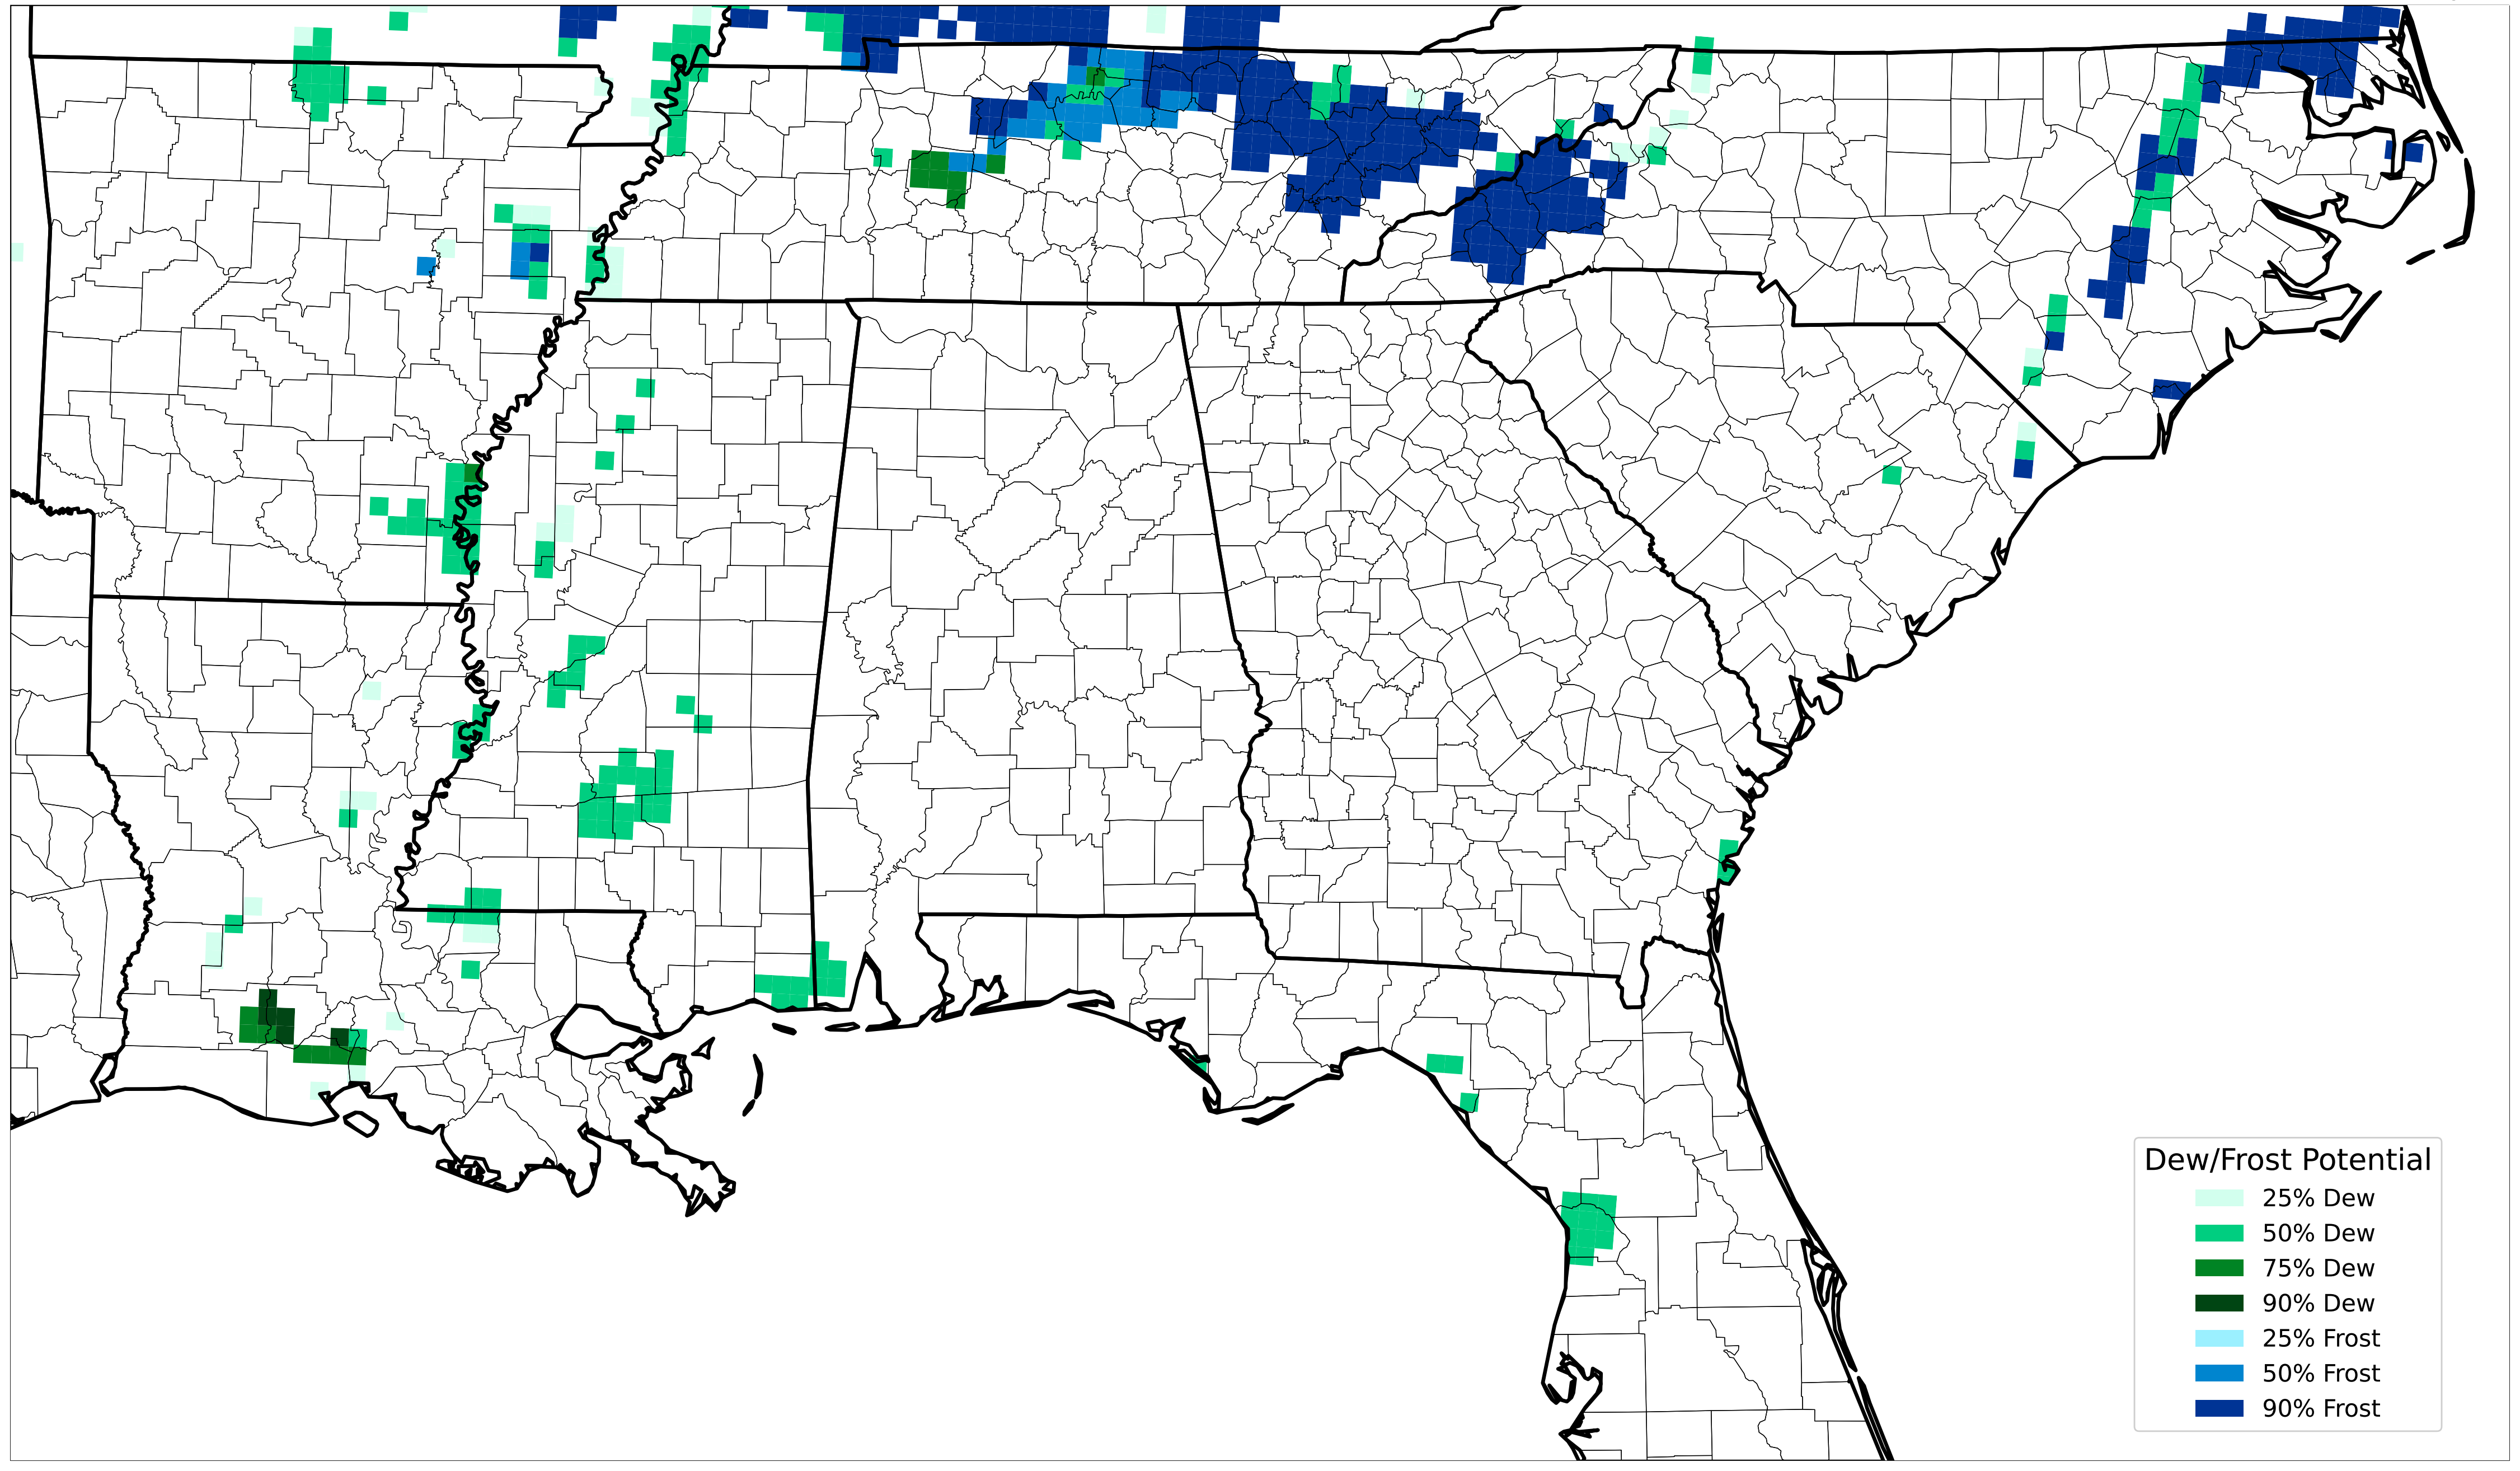 Dew/Frost Potential
25% Dew
50% Dew
75% Dew
90% Dew
25% Frost
50% Frost
90% Frost